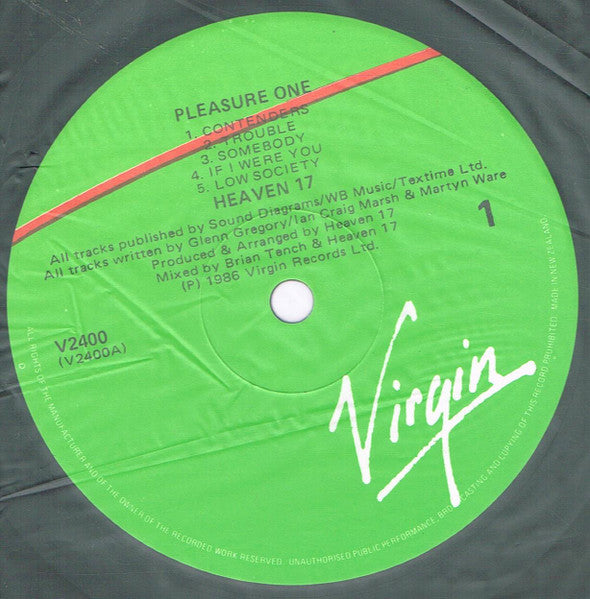 PLEASURE ONE
1. CONTENDERS
2. TROUBLE
3. SOMEBODY
4. IF I WERE YOU
5. LOW SOCIETY
HEAVEN 17
All tracks published by Sound Diagrams/WB Music/Textime Ltd.
All tracks written by Glenn Gregory/Ian Craig Marsh & Martyn Ware
Produced & Arranged by Heaven 17
Mixed by Brian Tench & Heaven 17
(P) 1986 Virgin Records Ltd.
1
V2400
(V2400A)
Virgin
ALL RIGHTS OF THE MANUFACTURER AND OF THE OWNER OF THE RECORDED WORK RESERVED. UNAUTHORISED PUBLIC PERFORMANCE, BROADCASTING AND COPYING OF THIS RECORD PROHIBITED. MADE IN NEW ZEALAND.